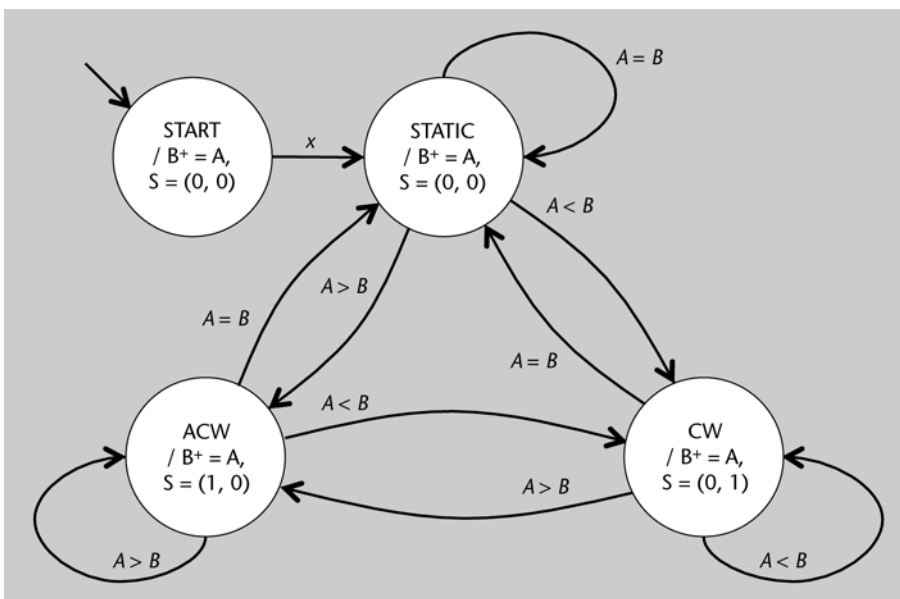 A = B
START
/ B⁺ = A,
S = (0, 0)
x
STATIC
/ B⁺ = A,
S = (0, 0)
A < B
A > B
A = B
A = B
A < B
ACW
/ B⁺ = A,
S = (1, 0)
CW
/ B⁺ = A,
S = (0, 1)
A > B
A > B
A < B